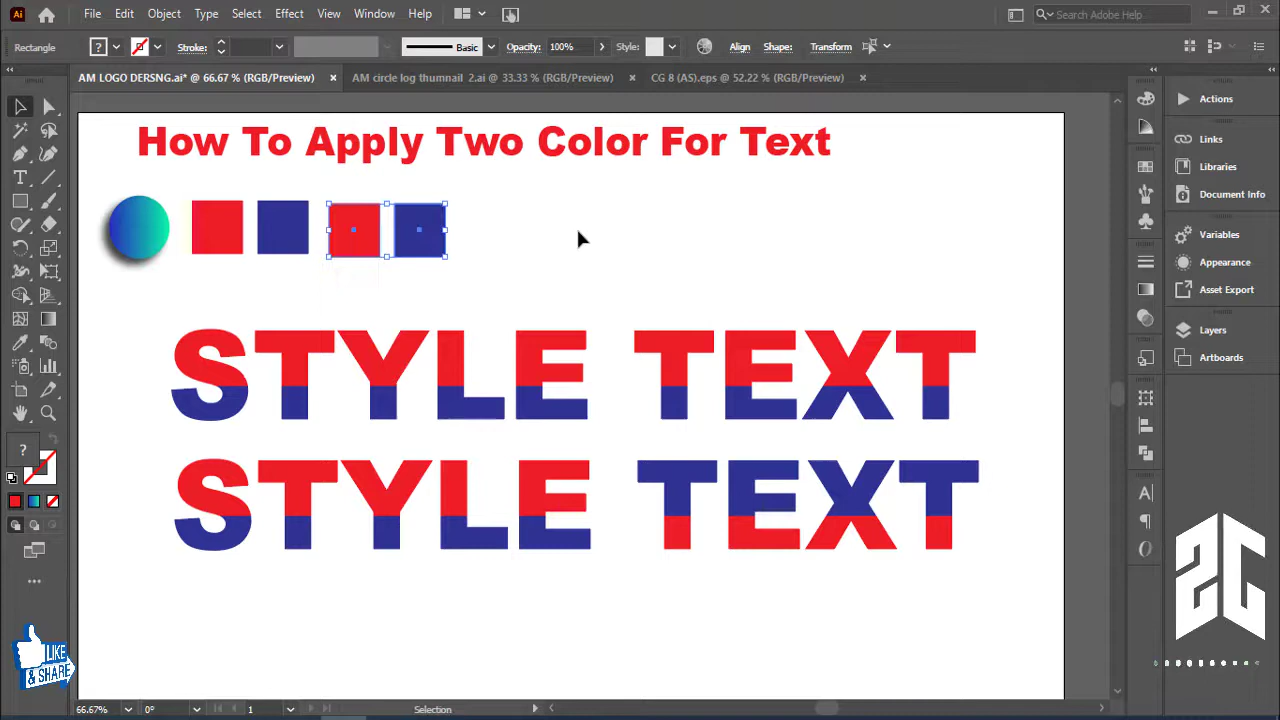 Ai File Edit Object Type Select Effect View Window Help Search Adobe Help
Rectangle ? Stroke: Basic Opacity: 100% Style: Align Shape: Transform
AM LOGO DERSNG.ai* @ 66.67 % (RGB/Preview) × AM circle log thumnail 2.ai @ 33.33 % (RGB/Preview) × CG 8 (AS).eps @ 52.22 % (RGB/Preview) ×
How To Apply Two Color For Text
STYLE TEXT
STYLE TEXT
?
Actions
Links
Libraries
Document Info
Variables
Appearance
Asset Export
Layers
Artboards
LIKE
& SHARE
66.67% 0° 1 Selection